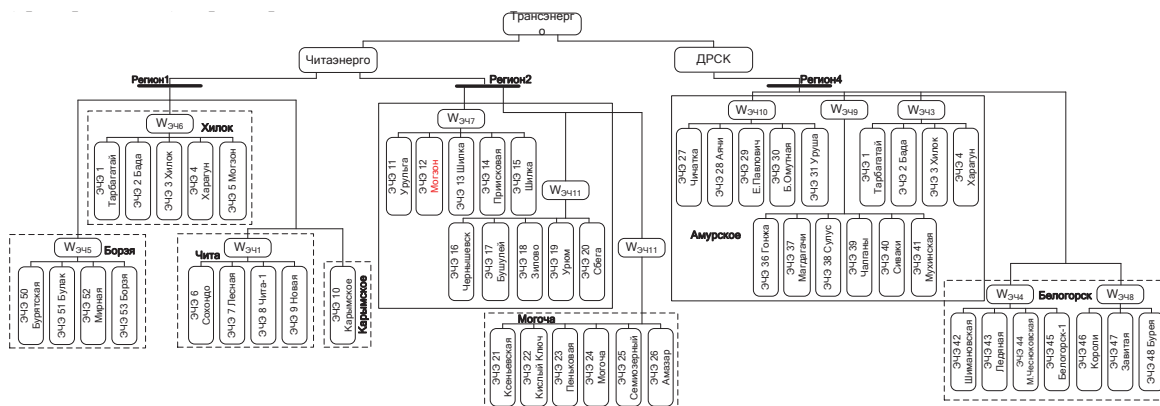 Трансэнерг
о
Читаэнерго
ДРСК
Регион1
Регион2
Регион4
WЭЧ6
Хилок
ЭЧЭ 1
Тарбагатай
ЭЧЭ 2 Бада
ЭЧЭ 3 Хилок
ЭЧЭ 4
Харагун
ЭЧЭ 5 Могзон
WЭЧ7
ЭЧЭ 11
Урульга
ЭЧЭ 12
Могзон
ЭЧЭ 13 Шилка
ЭЧЭ 14
Приисковая
ЭЧЭ 15
Шилка
WЭЧ11
ЭЧЭ 16
Чернышевск
ЭЧЭ 17
Бушулей
ЭЧЭ 18
Зилово
ЭЧЭ 19
Урюм
ЭЧЭ 20
Сбега
WЭЧ11
WЭЧ10
WЭЧ9
WЭЧ3
ЭЧЭ 27
Чичатка
ЭЧЭ 28 Аячи
ЭЧЭ 29
Е.Павлович
ЭЧЭ 30
Б.Омутная
ЭЧЭ 31 Уруша
ЭЧЭ 1
Тарбагатай
ЭЧЭ 2 Бада
ЭЧЭ 3 Хилок
ЭЧЭ 4
Харагун
Амурское
ЭЧЭ 36 Гонжа
ЭЧЭ 37
Магдагачи
ЭЧЭ 38 Сулус
ЭЧЭ 39
Чалганы
ЭЧЭ 40
Сиваки
ЭЧЭ 41
Мухинская
WЭЧ5
Борзя
ЭЧЭ 50
Бурятская
ЭЧЭ 51 Булак
ЭЧЭ 52
Мирная
ЭЧЭ 53 Борзя
Чита
WЭЧ1
ЭЧЭ 6
Сохондо
ЭЧЭ 7 Лесная
ЭЧЭ 8 Чита-1
ЭЧЭ 9 Новая
ЭЧЭ 10
Карымское
Карымское
Могоча
ЭЧЭ 21
Ксеньевская
ЭЧЭ 22
Кислый Ключ
ЭЧЭ 23
Пеньковая
ЭЧЭ 24
Могоча
ЭЧЭ 25
Семиозерный
ЭЧЭ 26
Амазар
WЭЧ4
Белогорск
WЭЧ8
ЭЧЭ 42
Шимановская
ЭЧЭ 43
Ледяная
ЭЧЭ 44
М.Чесноковская
ЭЧЭ 45
Белогорск-1
ЭЧЭ 46
Короли
ЭЧЭ 47
Завитая
ЭЧЭ 48 Бурея